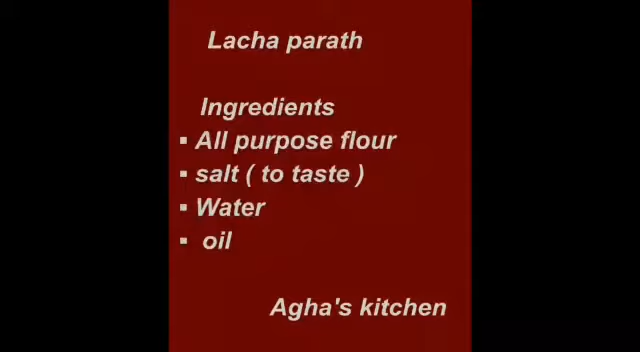 Lacha parath
Ingredients
▪ All purpose flour
▪ salt ( to taste )
▪ Water
▪ oil
Agha's kitchen